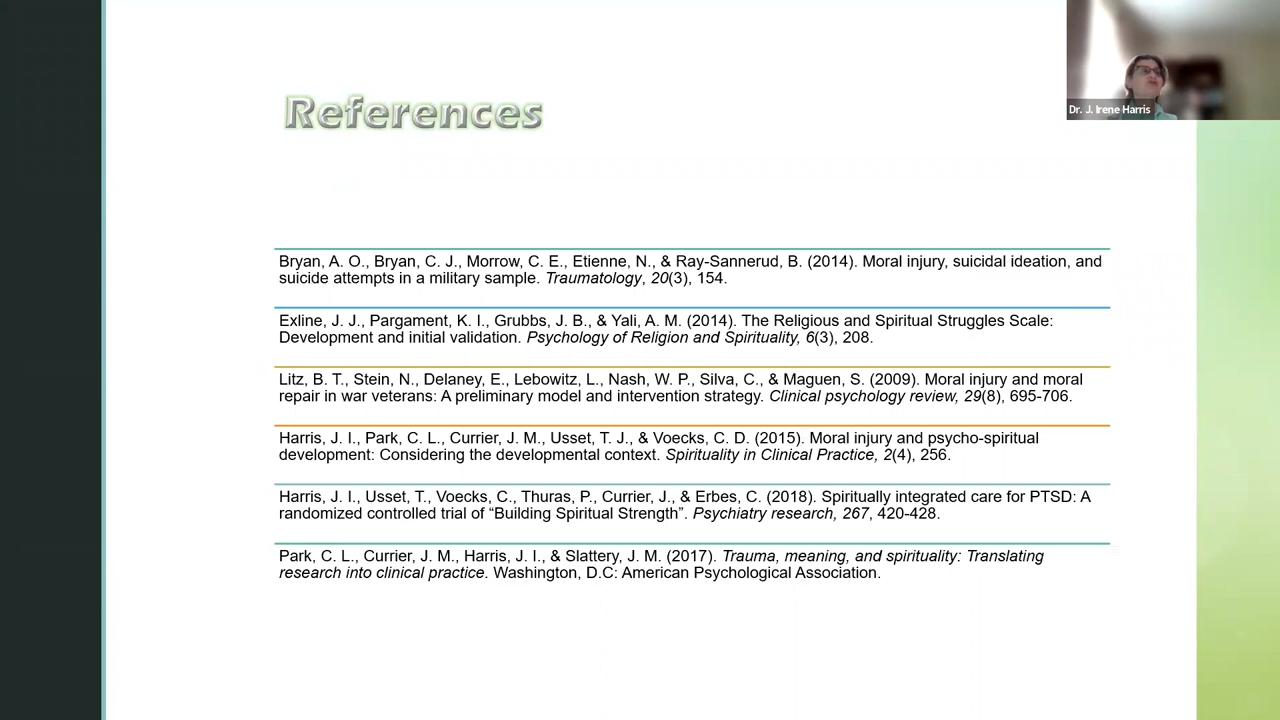 Dr. J. Irene Harris
References
Bryan, A. O., Bryan, C. J., Morrow, C. E., Etienne, N., & Ray-Sannerud, B. (2014). Moral injury, suicidal ideation, and
suicide attempts in a military sample. Traumatology, 20(3), 154.
Exline, J. J., Pargament, K. I., Grubbs, J. B., & Yali, A. M. (2014). The Religious and Spiritual Struggles Scale:
Development and initial validation. Psychology of Religion and Spirituality, 6(3), 208.
Litz, B. T., Stein, N., Delaney, E., Lebowitz, L., Nash, W. P., Silva, C., & Maguen, S. (2009). Moral injury and moral
repair in war veterans: A preliminary model and intervention strategy. Clinical psychology review, 29(8), 695-706.
Harris, J. I., Park, C. L., Currier, J. M., Usset, T. J., & Voecks, C. D. (2015). Moral injury and psycho-spiritual
development: Considering the developmental context. Spirituality in Clinical Practice, 2(4), 256.
Harris, J. I., Usset, T., Voecks, C., Thuras, P., Currier, J., & Erbes, C. (2018). Spiritually integrated care for PTSD: A
randomized controlled trial of “Building Spiritual Strength”. Psychiatry research, 267, 420-428.
Park, C. L., Currier, J. M., Harris, J. I., & Slattery, J. M. (2017). Trauma, meaning, and spirituality: Translating
research into clinical practice. Washington, D.C: American Psychological Association.